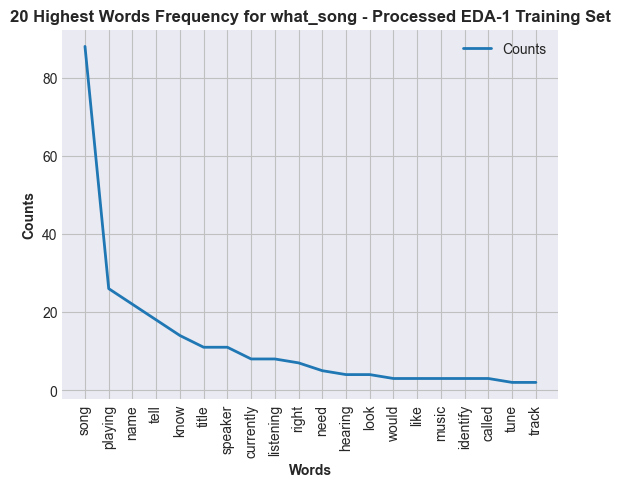 20 Highest Words Frequency for what_song - Processed EDA-1 Training Set
Counts
Counts
80
60
40
20
0
song
playing
name
tell
know
title
speaker
currently
listening
right
need
hearing
look
would
like
music
identify
called
tune
track
Words